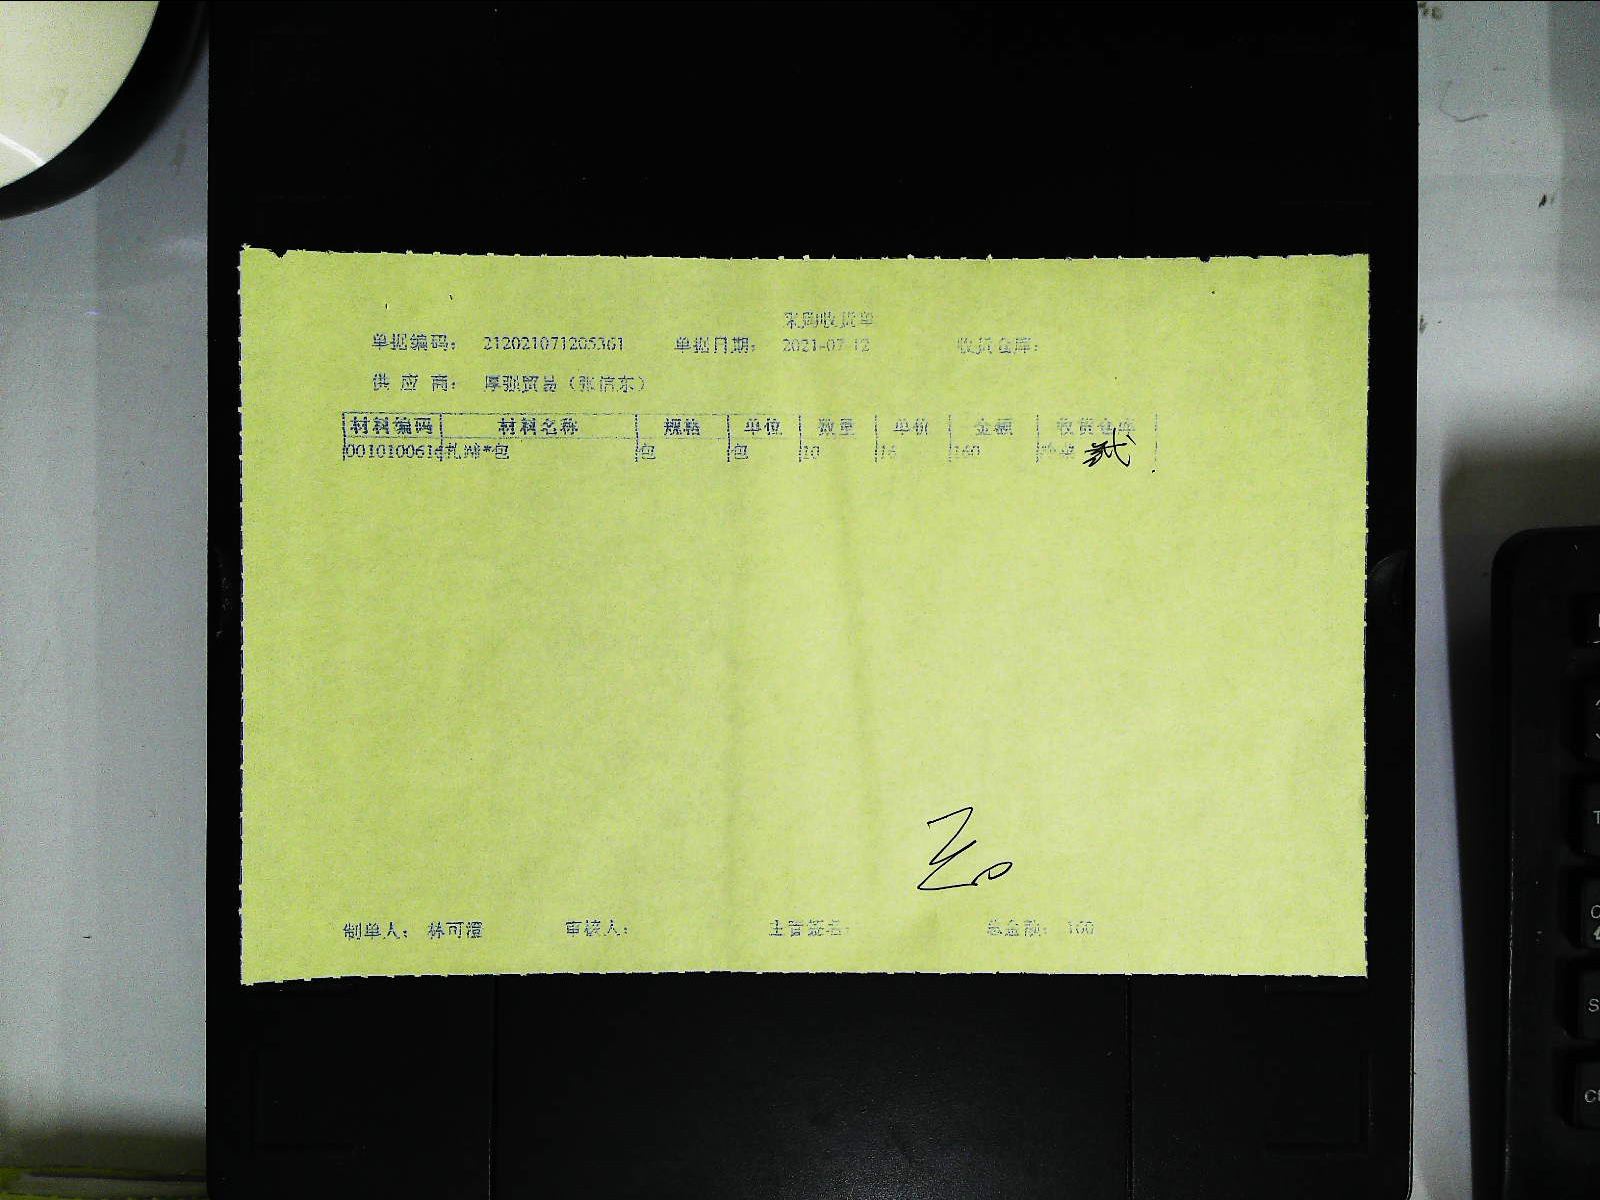 采购收货单
单据编码: 212021071205361 单据日期: 2021-07-12 收货仓库:
供 应 商: 厚强贸易（张信东）
材料编码 材料名称 规格 单位 数量 单价 金额 收货仓库
001010061 扎蹄*包 包 包 10 16 160
制单人: 林可澄 审核人: 主管签名: 总金额: 160